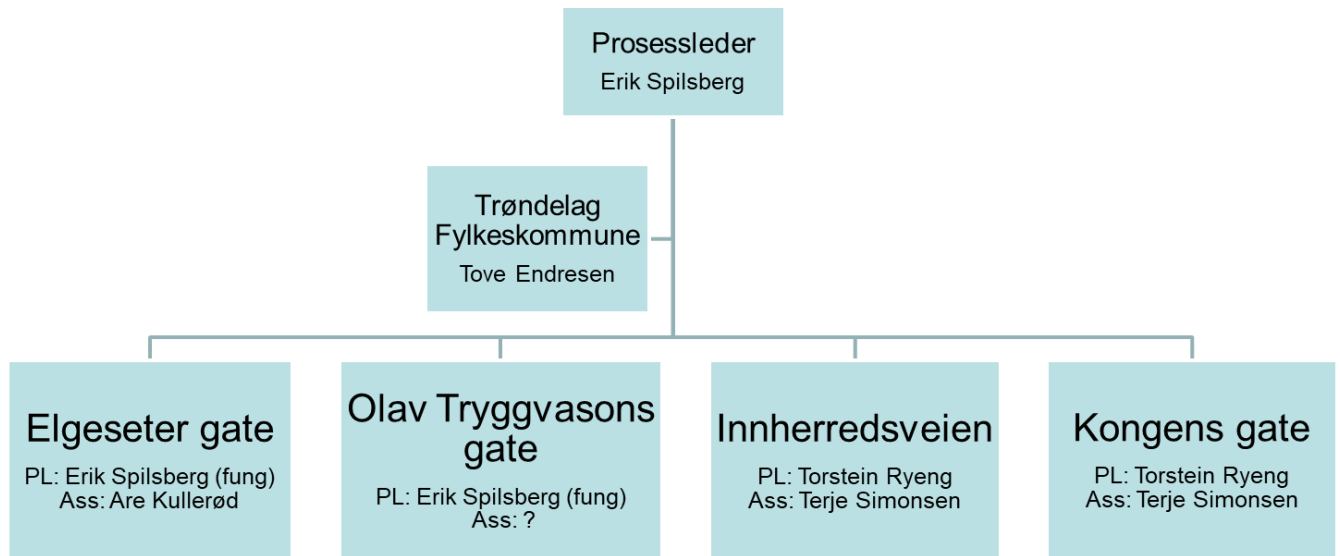 Prosessleder
Erik Spilsberg
Trøndelag
Fylkeskommune
Tove Endresen
Elgeseter gate
PL: Erik Spilsberg (fung)
Ass: Are Kullerød
Olav Tryggvasons
gate
PL: Erik Spilsberg (fung)
Ass: ?
Innherredsveien
PL: Torstein Ryeng
Ass: Terje Simonsen
Kongens gate
PL: Torstein Ryeng
Ass: Terje Simonsen